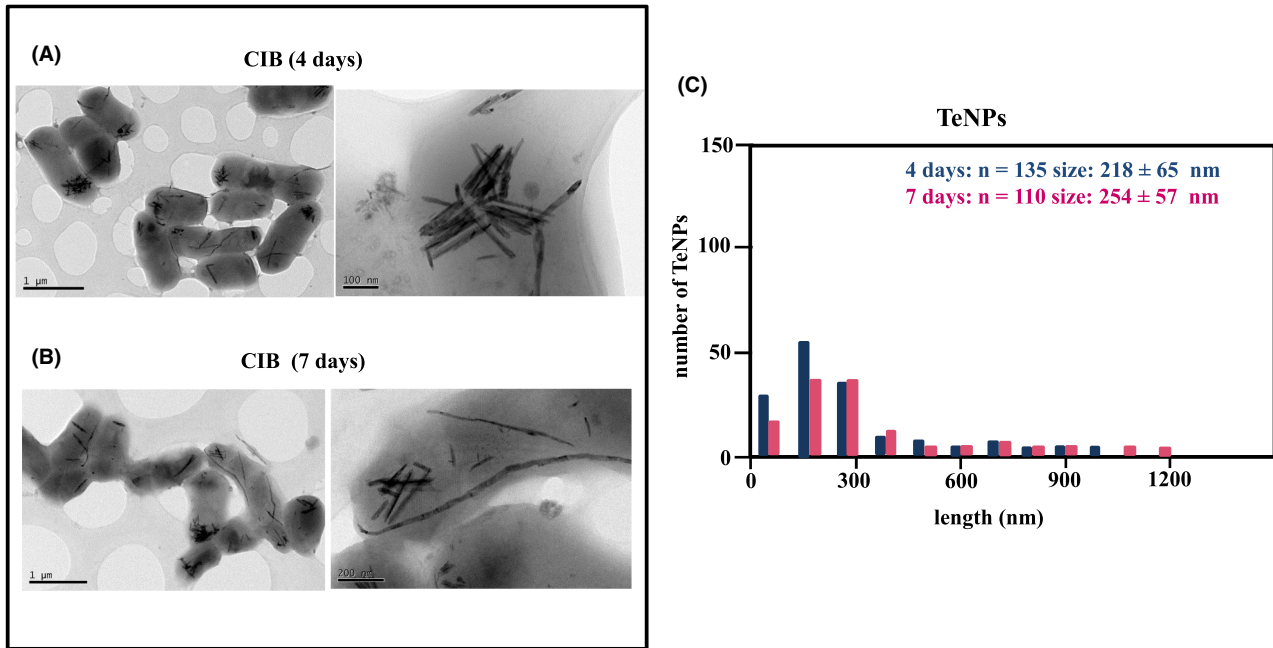 (A)
CIB (4 days)
1 µm
100 nm
(B)
CIB (7 days)
1 µm
200 nm
(C)
TeNPs
150
100
50
0
number of TeNPs
4 days: n = 135 size: 218 ± 65 nm
7 days: n = 110 size: 254 ± 57 nm
0 300 600 900 1200
length (nm)